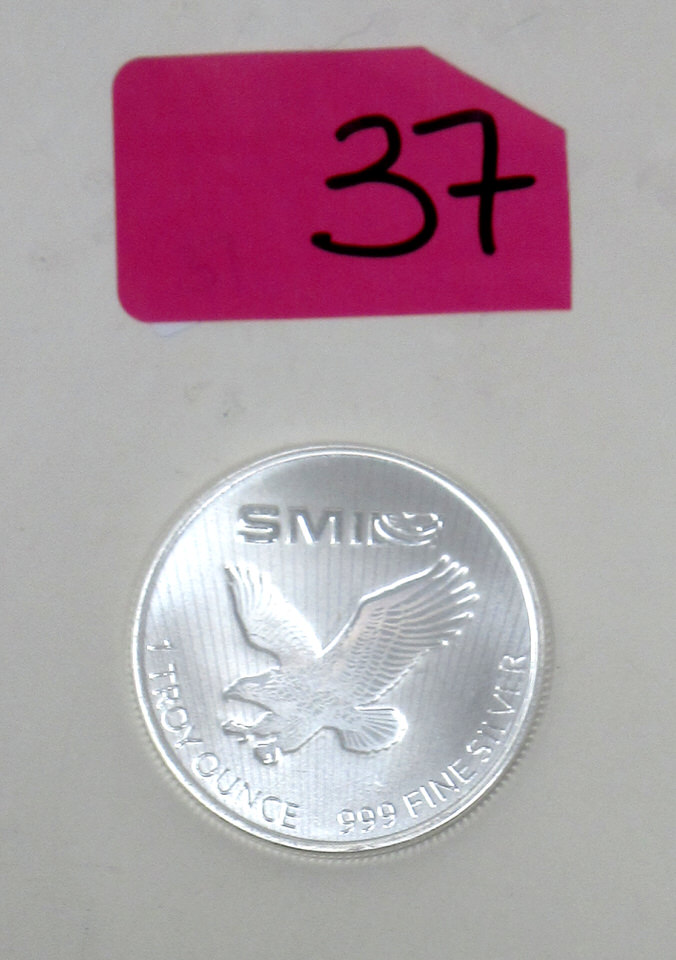 37
SMI
1 TROY OUNCE 999 FINE SILVER